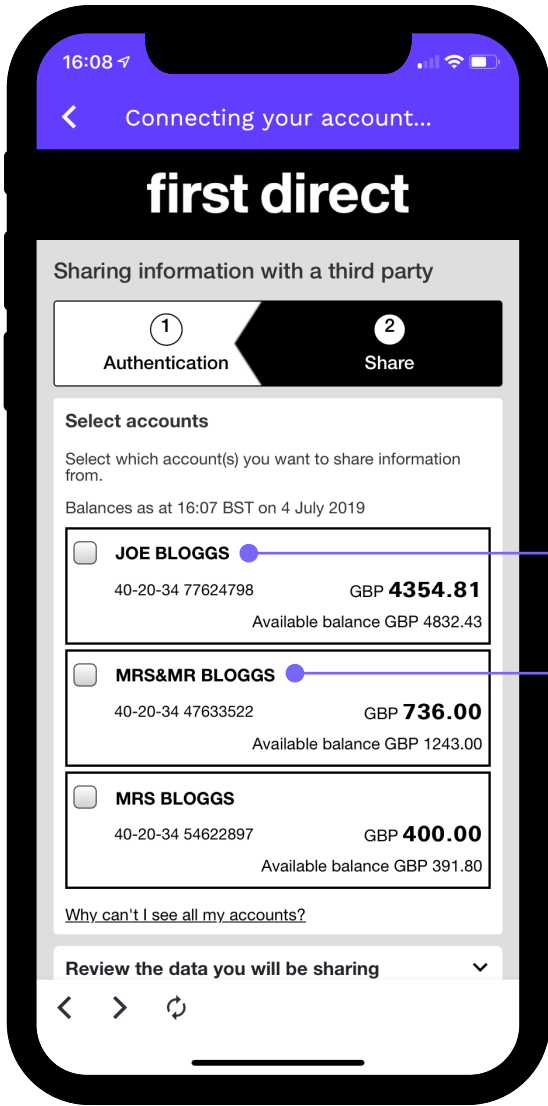 16:08
Connecting your account...
first direct
Sharing information with a third party
1
Authentication
2
Share
Select accounts
Select which account(s) you want to share information
from.
Balances as at 16:07 BST on 4 July 2019
JOE BLOGGS
40-20-34 77624798 GBP 4354.81
Available balance GBP 4832.43
MRS&MR BLOGGS
40-20-34 47633522 GBP 736.00
Available balance GBP 1243.00
MRS BLOGGS
40-20-34 54622897 GBP 400.00
Available balance GBP 391.80
Why can't I see all my accounts?
Review the data you will be sharing